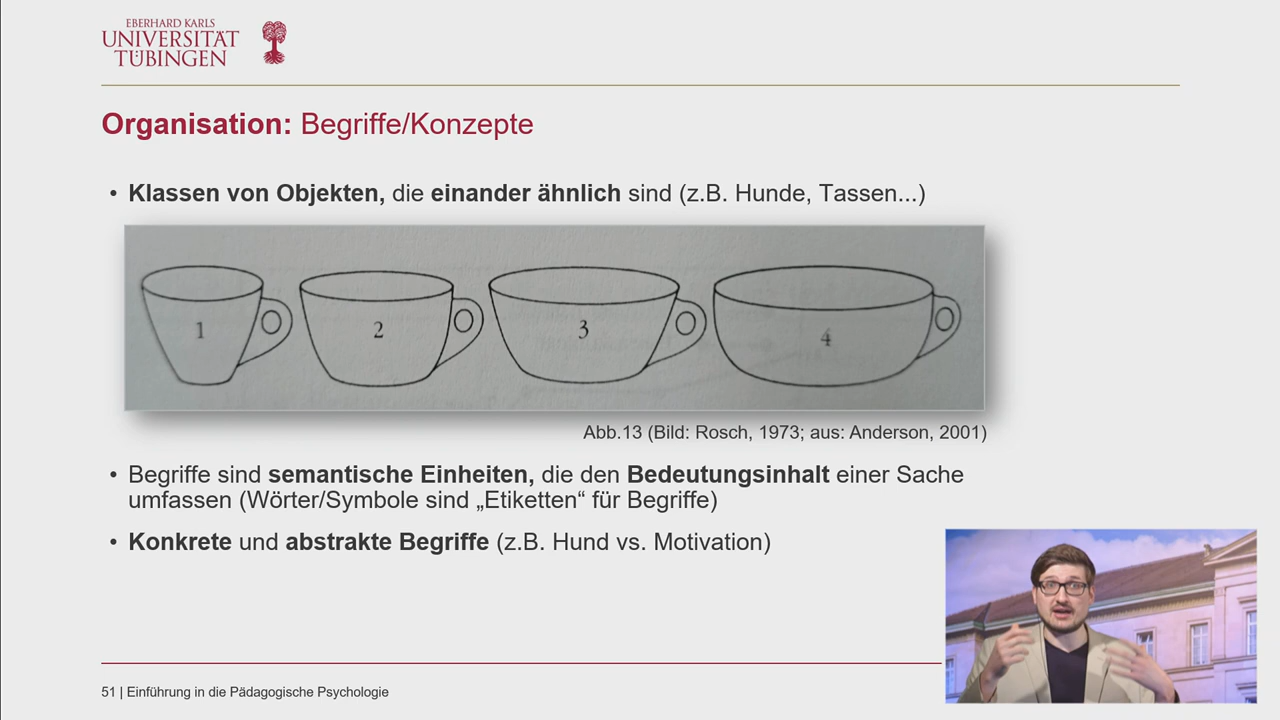 EBERHARD KARLS
UNIVERSITÄT
TÜBINGEN
Organisation: Begriffe/Konzepte
• Klassen von Objekten, die einander ähnlich sind (z.B. Hunde, Tassen...)
1 2 3 4
Abb.13 (Bild: Rosch, 1973; aus: Anderson, 2001)
• Begriffe sind semantische Einheiten, die den Bedeutungsinhalt einer Sache
umfassen (Wörter/Symbole sind „Etiketten“ für Begriffe)
• Konkrete und abstrakte Begriffe (z.B. Hund vs. Motivation)
51 | Einführung in die Pädagogische Psychologie